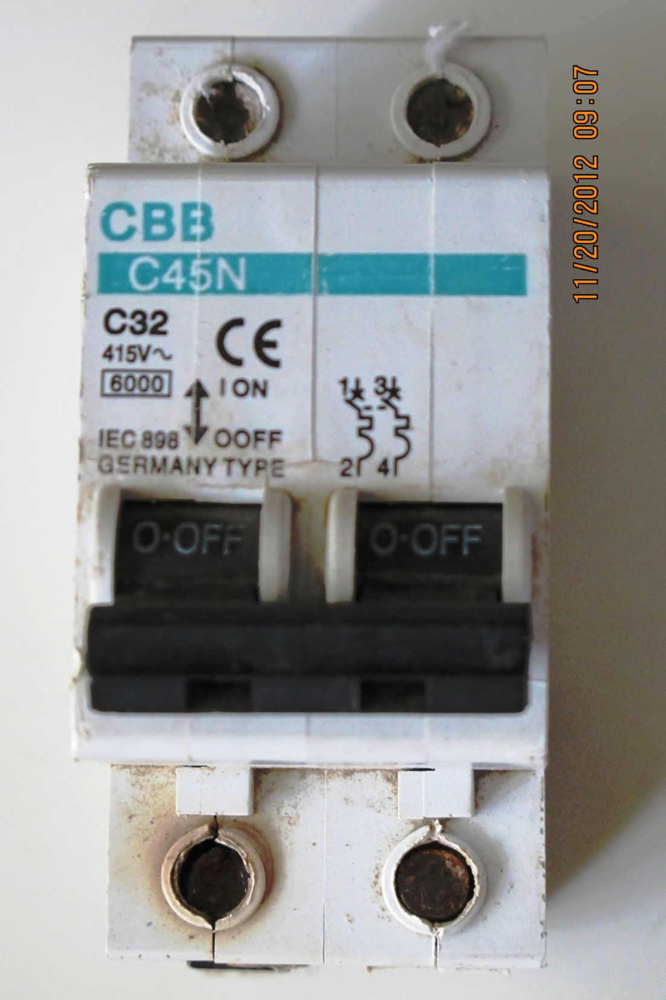 CBB
C45N
C32
CE
415V~
6000
I ON
1 3
IEC 898 OOFF
GERMANY TYPE
2 4
O·OFF O·OFF
11/20/2012 09:07